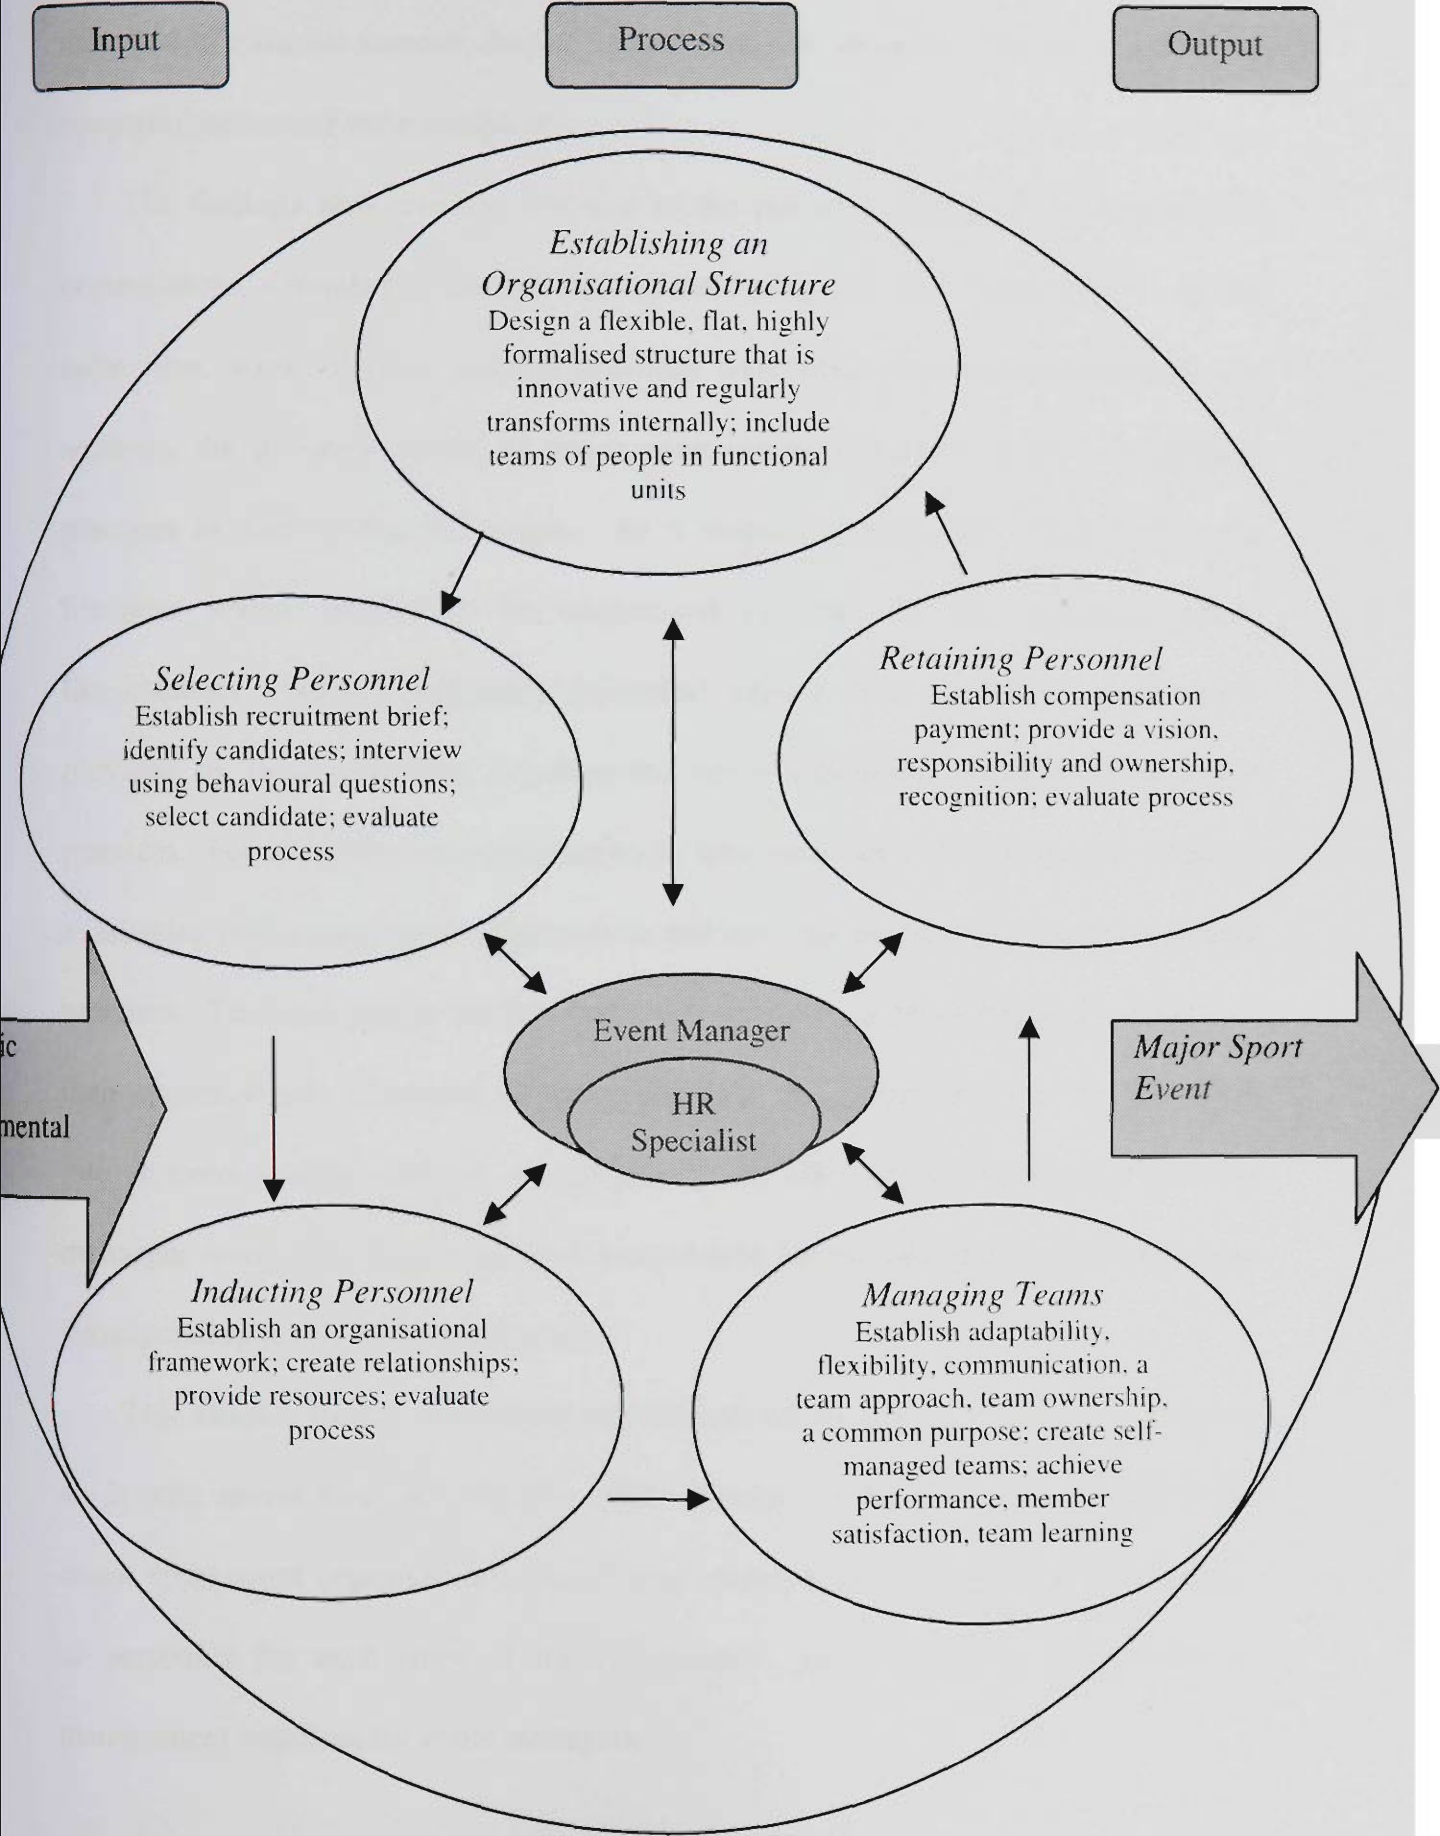 Input
Process
Output
Establishing an
Organisational Structure
Design a flexible, flat, highly
formalised structure that is
innovative and regularly
transforms internally; include
teams of people in functional
units
Selecting Personnel
Establish recruitment brief;
identify candidates; interview
using behavioural questions;
select candidate; evaluate
process
Retaining Personnel
Establish compensation
payment; provide a vision,
responsibility and ownership,
recognition; evaluate process
Event Manager
HR
Specialist
ic
mental
Major Sport
Event
Inducting Personnel
Establish an organisational
framework; create relationships;
provide resources; evaluate
process
Managing Teams
Establish adaptability,
flexibility, communication, a
team approach, team ownership,
a common purpose; create self-
managed teams; achieve
performance, member
satisfaction, team learning